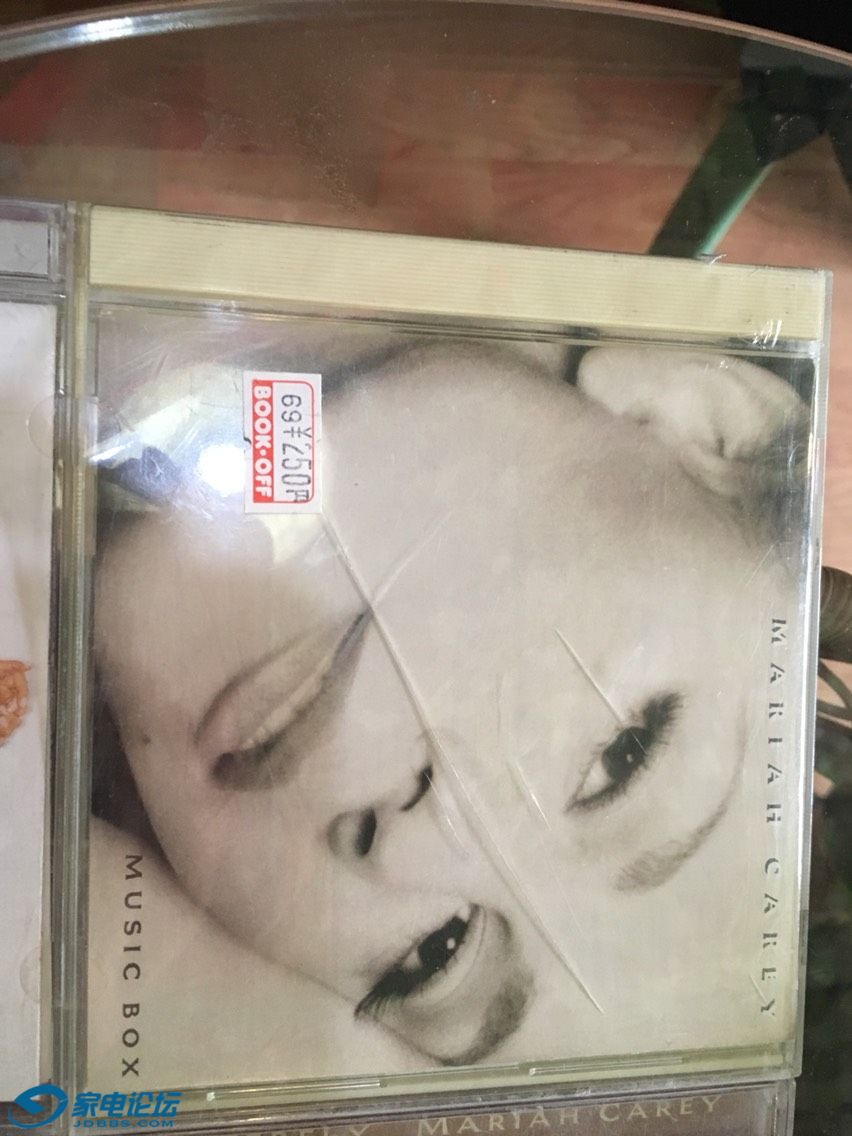 MARIAH CAREY
MUSIC BOX
69¥250円
BOOK·OFF
MARIAH CAREY
家电论坛
JDBBS.COM